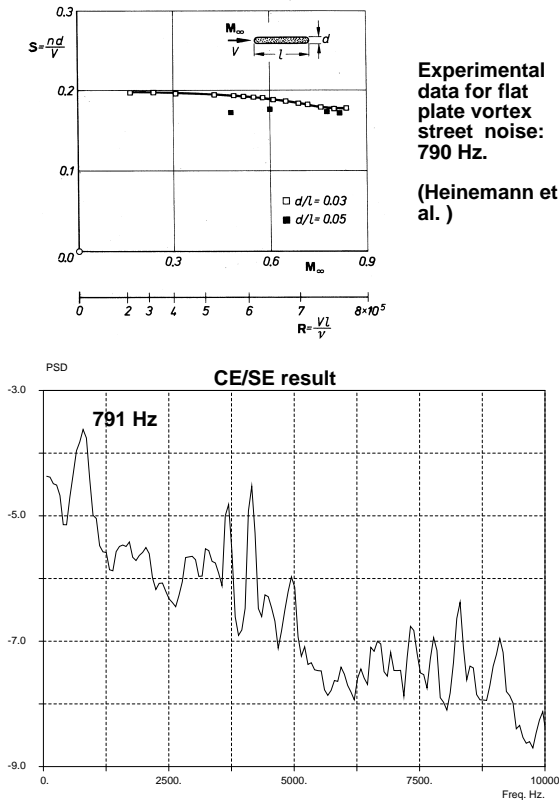 0.3
M∞
d
S=nd/V
V
l
Experimental
data for flat
plate vortex
street noise:
790 Hz.
(Heinemann et
al. )
0.2
0.1
□ d/l = 0.03
■ d/l = 0.05
0.0
0,3
0.6
0.9
M∞
0
2
3
4
5
6
7
8×10⁵
R=Vl/ν
PSD
CE/SE result
-3.0
791 Hz
-5.0
-7.0
-9.0
0.
2500.
5000.
7500.
10000.
Freq. Hz.